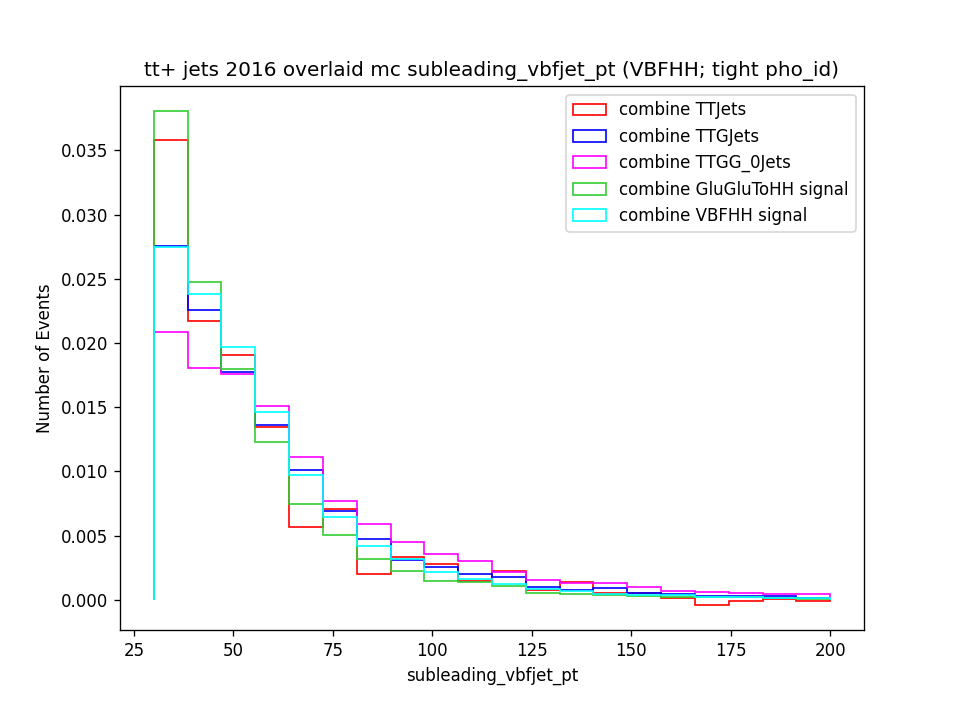 tt+ jets 2016 overlaid mc subleading_vbfjet_pt (VBFHH; tight pho_id)
combine TTJets
combine TTGJets
combine TTGG_0Jets
combine GluGluToHH signal
combine VBFHH signal
Number of Events
0.035
0.030
0.025
0.020
0.015
0.010
0.005
0.000
25 50 75 100 125 150 175 200
subleading_vbfjet_pt